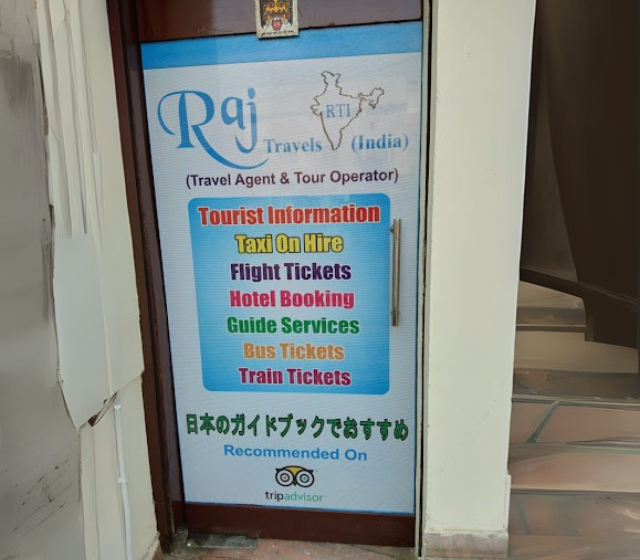 Raj
RTI
Travels (India)
(Travel Agent & Tour Operator)
Tourist Information
Taxi On Hire
Flight Tickets
Hotel Booking
Guide Services
Bus Tickets
Train Tickets
日本のガイドブックでおすすめ
Recommended On
tripadvisor